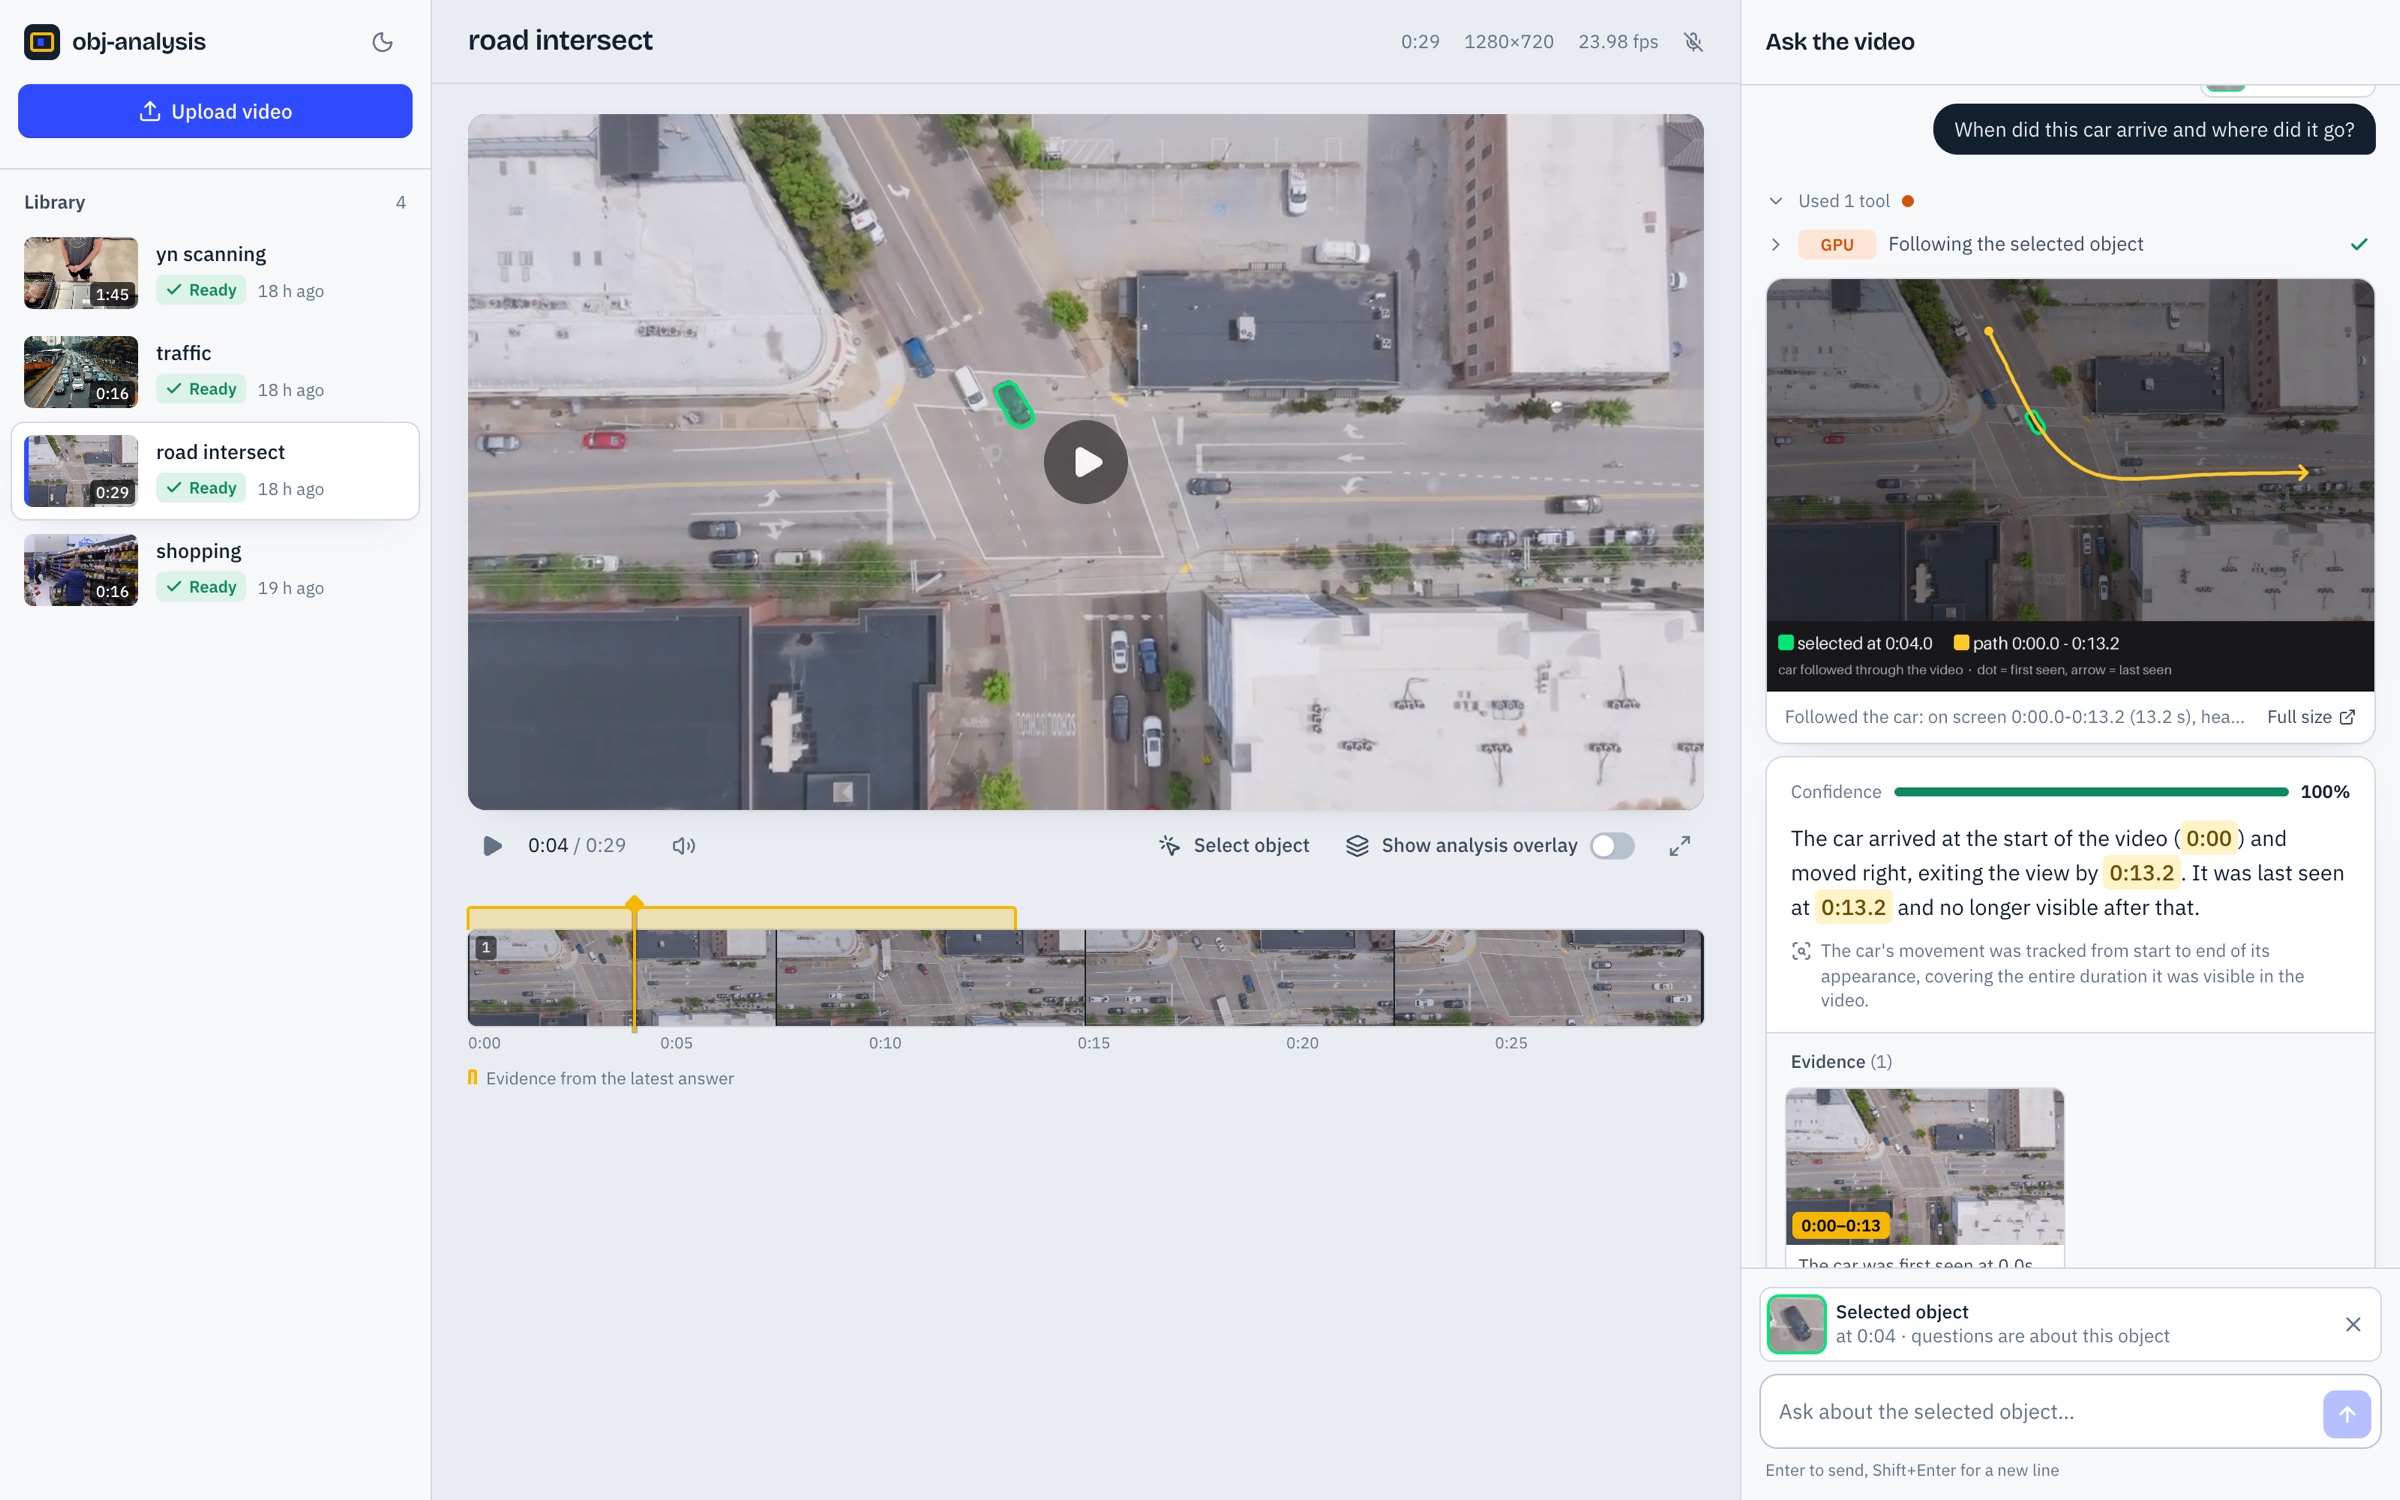 obj-analysis
Upload video
Library 4
yn scanning
1:45
Ready 18 h ago
traffic
0:16
Ready 18 h ago
road intersect
0:29
Ready 18 h ago
shopping
0:16
Ready 19 h ago
road intersect
0:29 1280×720 23.98 fps
0:04 / 0:29
Select object
Show analysis overlay
1
0:00 0:05 0:10 0:15 0:20 0:25
Evidence from the latest answer
Ask the video
When did this car arrive and where did it go?
Used 1 tool
GPU Following the selected object
selected at 0:04.0 path 0:00.0 - 0:13.2
car followed through the video · dot = first seen, arrow = last seen
Followed the car: on screen 0:00.0-0:13.2 (13.2 s), hea... Full size
Confidence 100%
The car arrived at the start of the video ( 0:00 ) and
moved right, exiting the view by 0:13.2 . It was last seen
at 0:13.2 and no longer visible after that.
The car's movement was tracked from start to end of its
appearance, covering the entire duration it was visible in the
video.
Evidence (1)
0:00–0:13
The car was first seen at 0.0s
Selected object
at 0:04 · questions are about this object
Ask about the selected object...
Enter to send, Shift+Enter for a new line